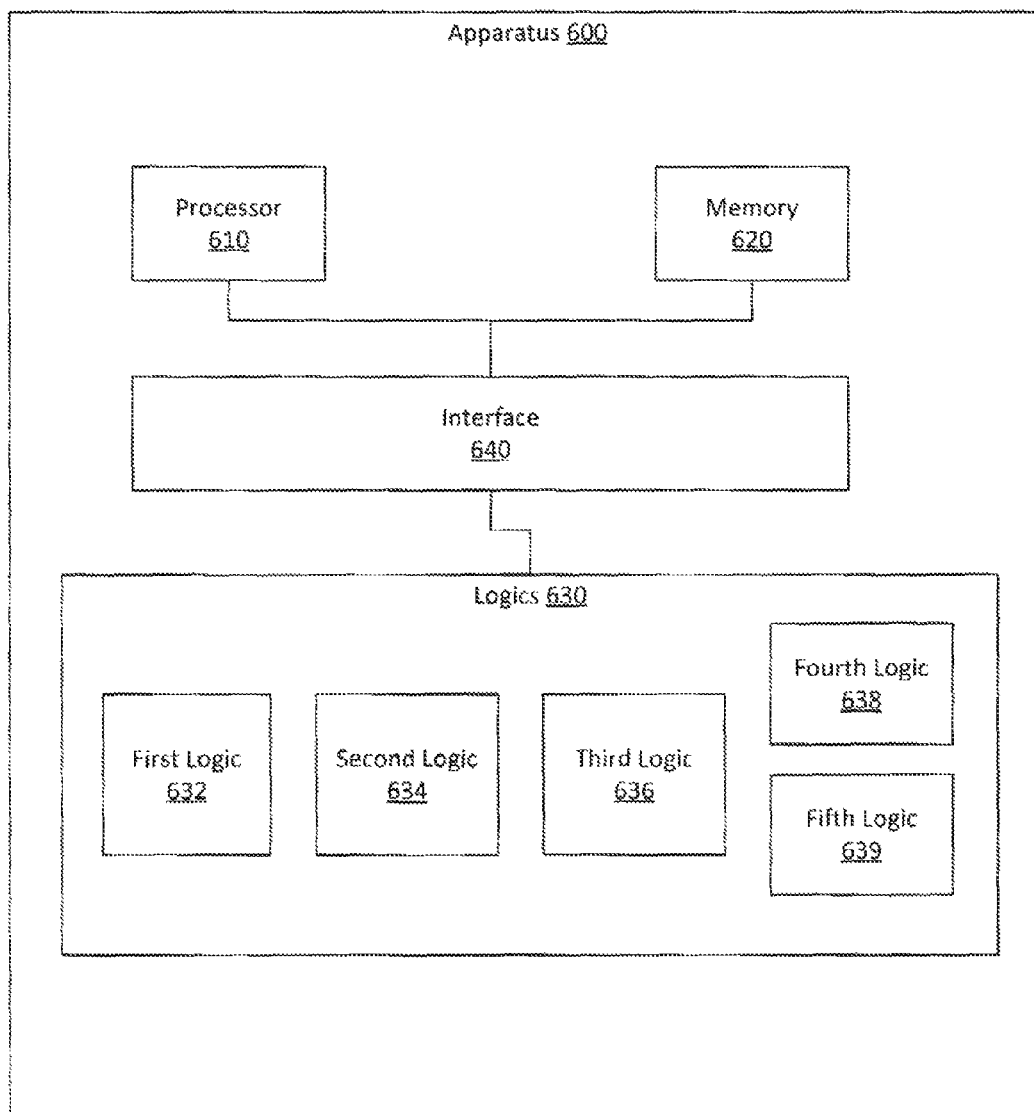 Apparatus 600
Processor
610
Memory
620
Interface
640
Logics 630
First Logic
632
Second Logic
634
Third Logic
636
Fourth Logic
638
Fifth Logic
639